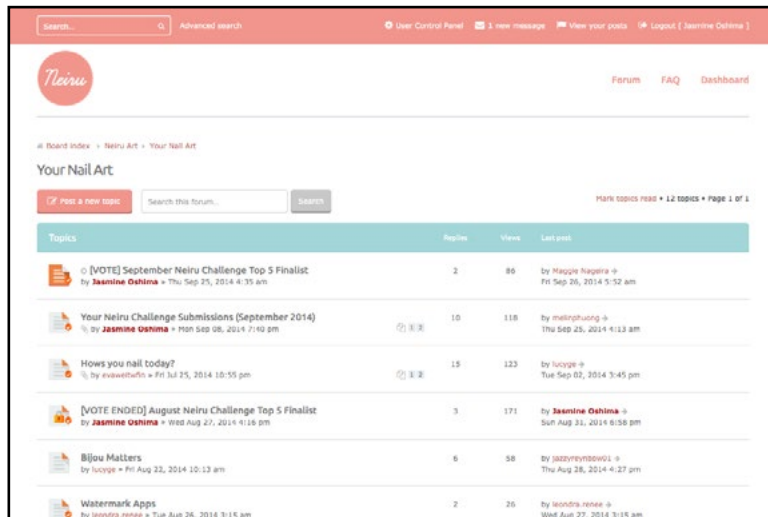 Search...
Advanced search
User Control Panel
1 new message
View your posts
Logout [ Jasmine Oshima ]
Neiru
Forum
FAQ
Dashboard
Board index › Neiru Art › Your Nail Art
Your Nail Art
Post a new topic
Search this forum...
Search
Mark topics read • 12 topics • Page 1 of 1
Topics Replies Views Last post
[VOTE] September Neiru Challenge Top 5 Finalist 2 86 by Maggie Nageira
by Jasmine Oshima » Thu Sep 25, 2014 4:35 am Fri Sep 26, 2014 5:52 am
Your Neiru Challenge Submissions (September 2014) 10 118 by melinphuong
by Jasmine Oshima » Mon Sep 08, 2014 7:40 pm 1 2 Thu Sep 25, 2014 4:13 am
Hows you nail today? 15 123 by lucyge
by evaweitwfin » Fri Jul 25, 2014 10:55 pm 1 2 Tue Sep 02, 2014 3:45 pm
[VOTE ENDED] August Neiru Challenge Top 5 Finalist 3 171 by Jasmine Oshima
by Jasmine Oshima » Wed Aug 27, 2014 4:16 pm Sun Aug 31, 2014 6:58 pm
Bijou Matters 6 58 by jazzyreynbow01
by lucyge » Fri Aug 22, 2014 10:13 am Thu Aug 28, 2014 4:27 pm
Watermark Apps 2 26 by leondra.renee
by leondra.renee » Tue Aug 26, 2014 3:15 am Wed Aug 27, 2014 3:15 am